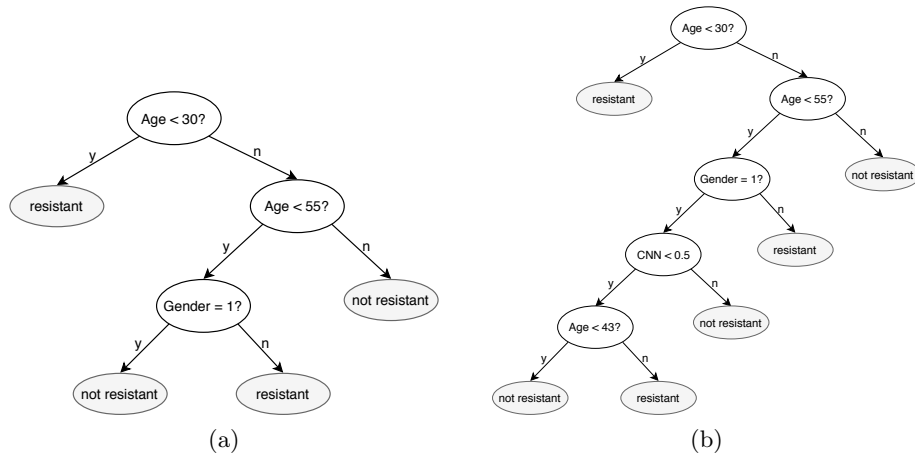 Age < 30?
y
n
resistant
Age < 55?
y
n
Gender = 1?
not resistant
y
n
not resistant
resistant
(a)
Age < 30?
y
n
resistant
Age < 55?
y
n
Gender = 1?
not resistant
y
n
CNN < 0.5
resistant
y
n
Age < 43?
not resistant
y
n
not resistant
resistant
(b)